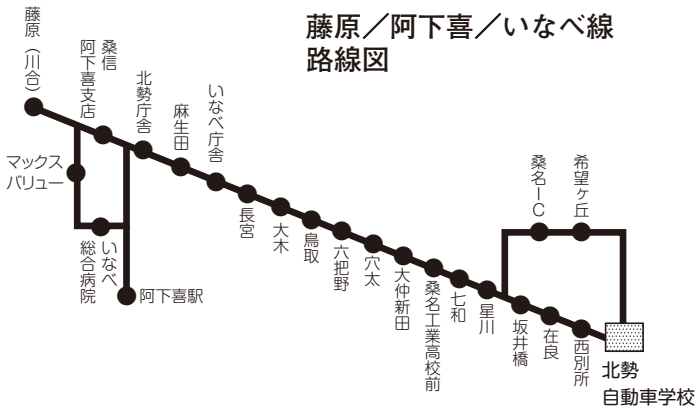 藤原／阿下喜／いなべ線
路線図
藤原（川合）
桑信
阿下喜支店
北勢庁舎
麻生田
いなべ庁舎
マックス
バリュー
いなべ
総合病院
阿下喜駅
長宮
大木
鳥取
六把野
穴太
大仲新田
桑名工業高校前
七和
星川
坂井橋
在良
西別所
桑名IC
希望ヶ丘
北勢
自動車学校